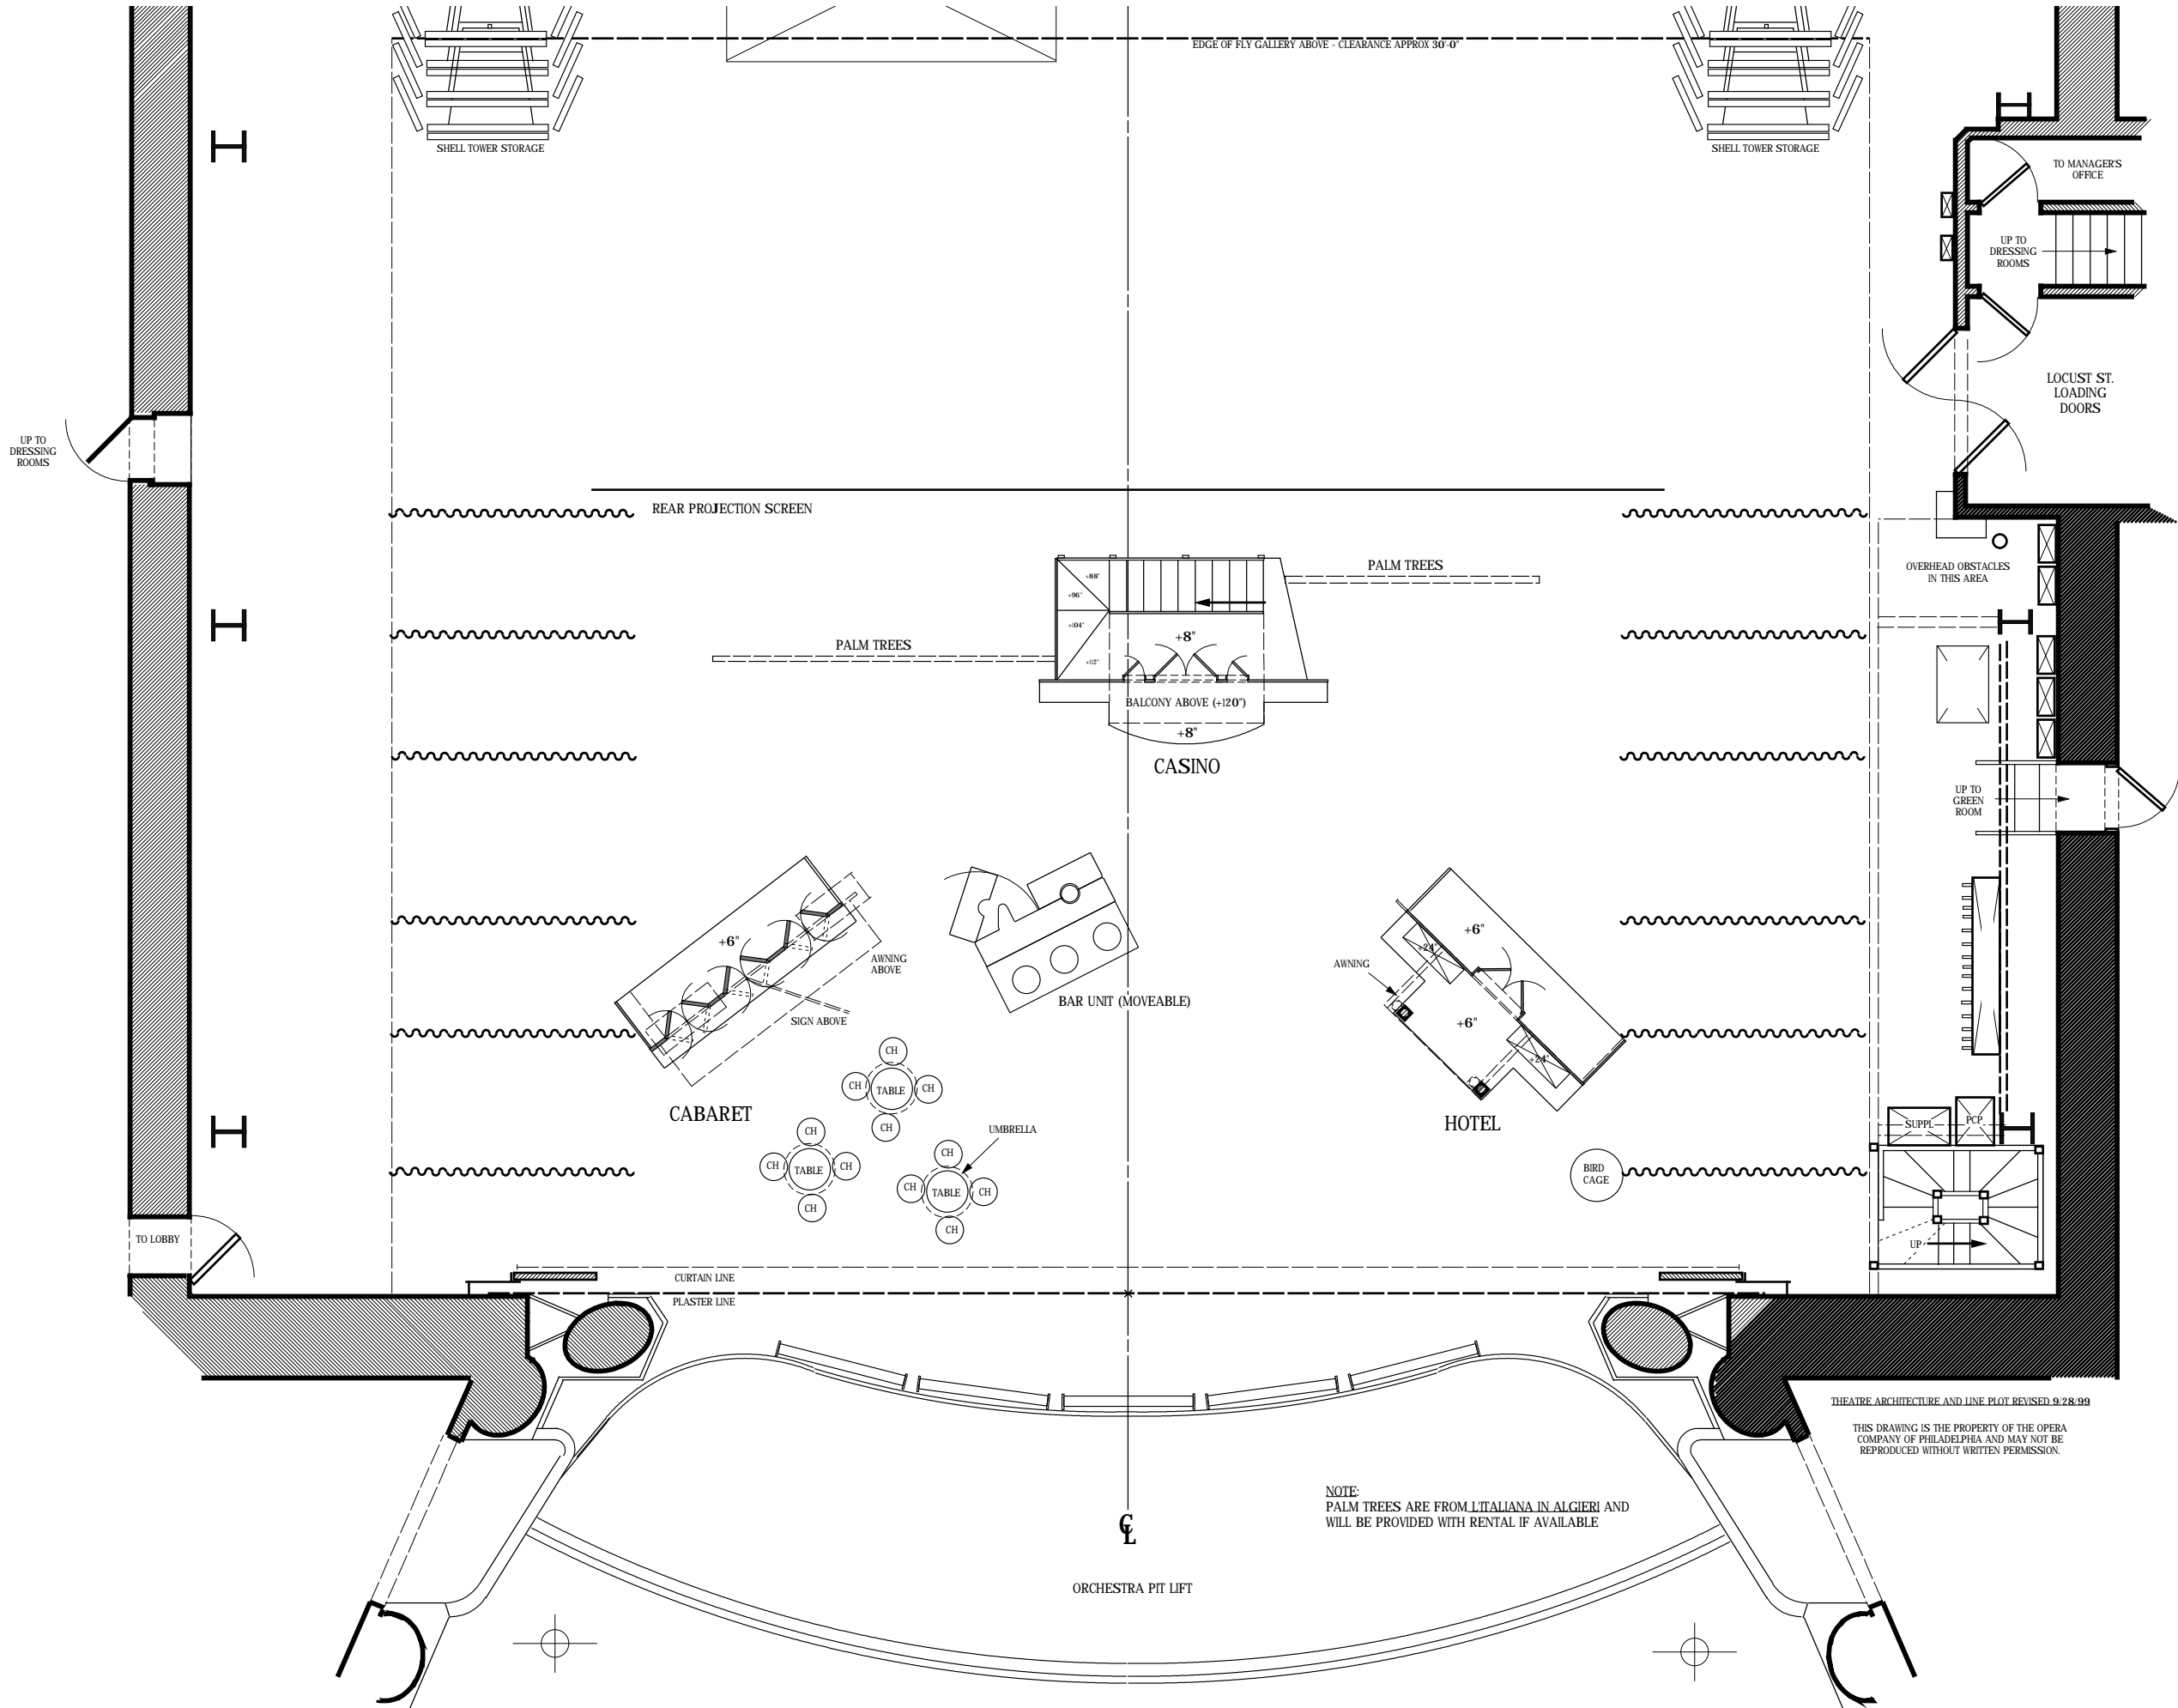 EDGE OF FLY GALLERY ABOVE - CLEARANCE APPROX 30'-0"
SHELL TOWER STORAGE
SHELL TOWER STORAGE
TO MANAGER'S
OFFICE
UP TO
DRESSING
ROOMS
LOCUST ST.
LOADING
DOORS
UP TO
DRESSING
ROOMS
REAR PROJECTION SCREEN
OVERHEAD OBSTACLES
IN THIS AREA
PALM TREES
+88"
+96"
+104"
+112"
+8"
PALM TREES
BALCONY ABOVE (+120")
+8"
CASINO
UP TO
GREEN
ROOM
+6"
AWNING
ABOVE
SIGN ABOVE
CABARET
BAR UNIT (MOVEABLE)
AWNING
+6"
+24"
+6"
+24"
HOTEL
CH
CH
TABLE
CH
CH
CH
CH
TABLE
CH
CH
UMBRELLA
CH
CH
TABLE
CH
CH
BIRD
CAGE
SUPPL
PCP
UP
TO LOBBY
CURTAIN LINE
PLASTER LINE
THEATRE ARCHITECTURE AND LINE PLOT REVISED 9/28/99
THIS DRAWING IS THE PROPERTY OF THE OPERA
COMPANY OF PHILADELPHIA AND MAY NOT BE
REPRODUCED WITHOUT WRITTEN PERMISSION.
NOTE:
PALM TREES ARE FROM L'ITALIANA IN ALGIERI AND
WILL BE PROVIDED WITH RENTAL IF AVAILABLE
CL
ORCHESTRA PIT LIFT